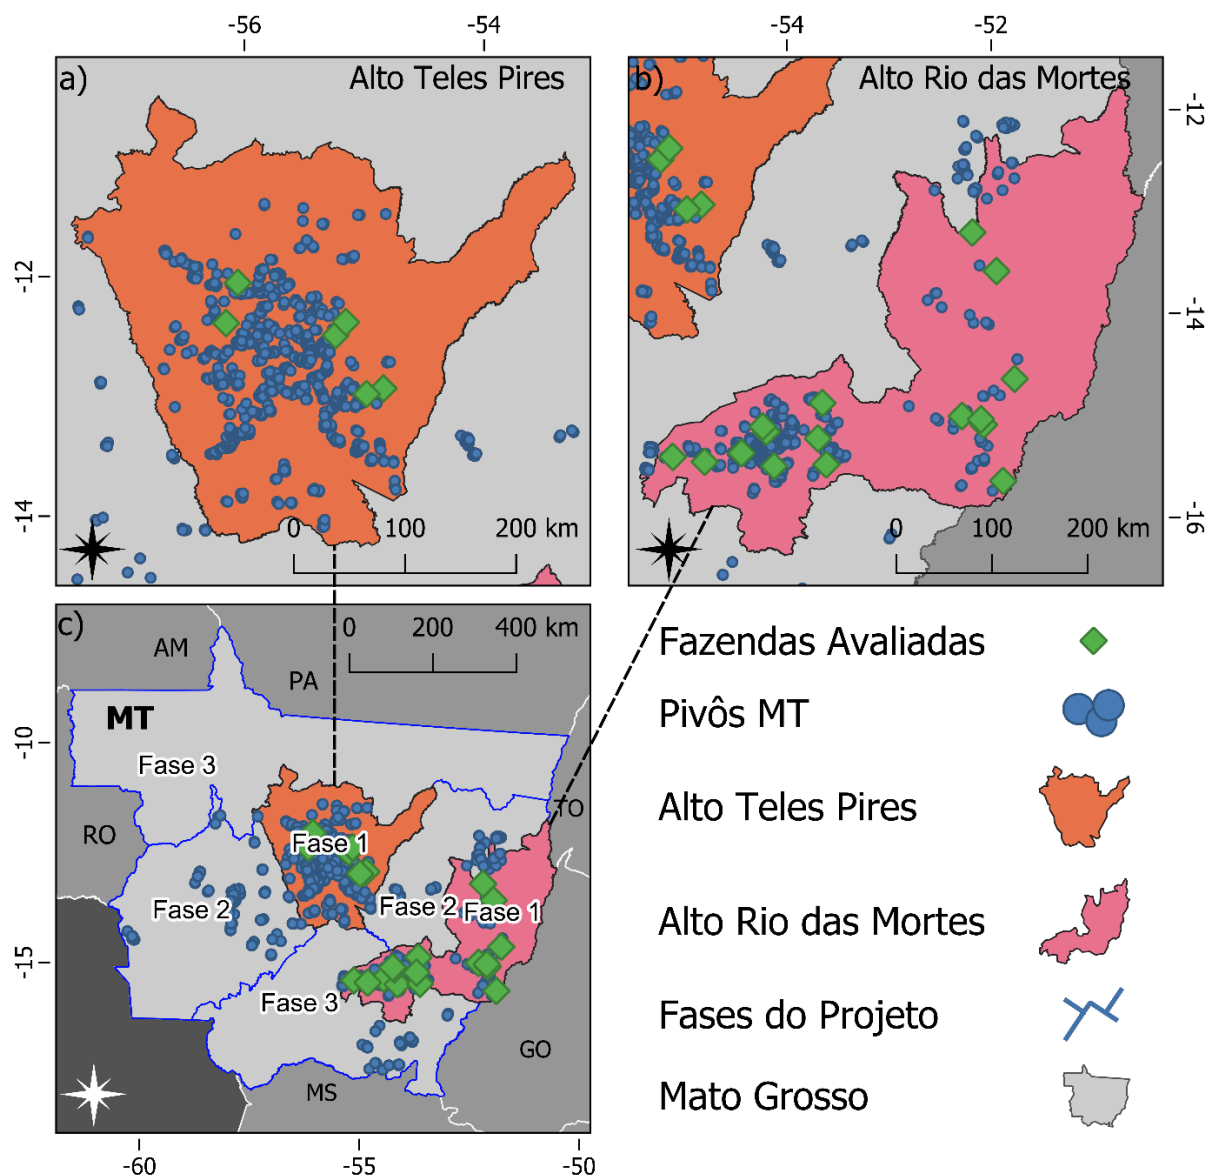 -56
-54
-54
-52
a)
Alto Teles Pires
b)
Alto Rio das Mortes
-12
-14
-12
-14
-16
0
100
200 km
0
100
200 km
c)
0
200
400 km
AM
PA
MT
Fase 3
RO
TO
Fase 1
Fase 2
Fase 2
Fase 1
Fase 3
GO
MS
-10
-15
-60
-55
-50
Fazendas Avaliadas
Pivôs MT
Alto Teles Pires
Alto Rio das Mortes
Fases do Projeto
Mato Grosso